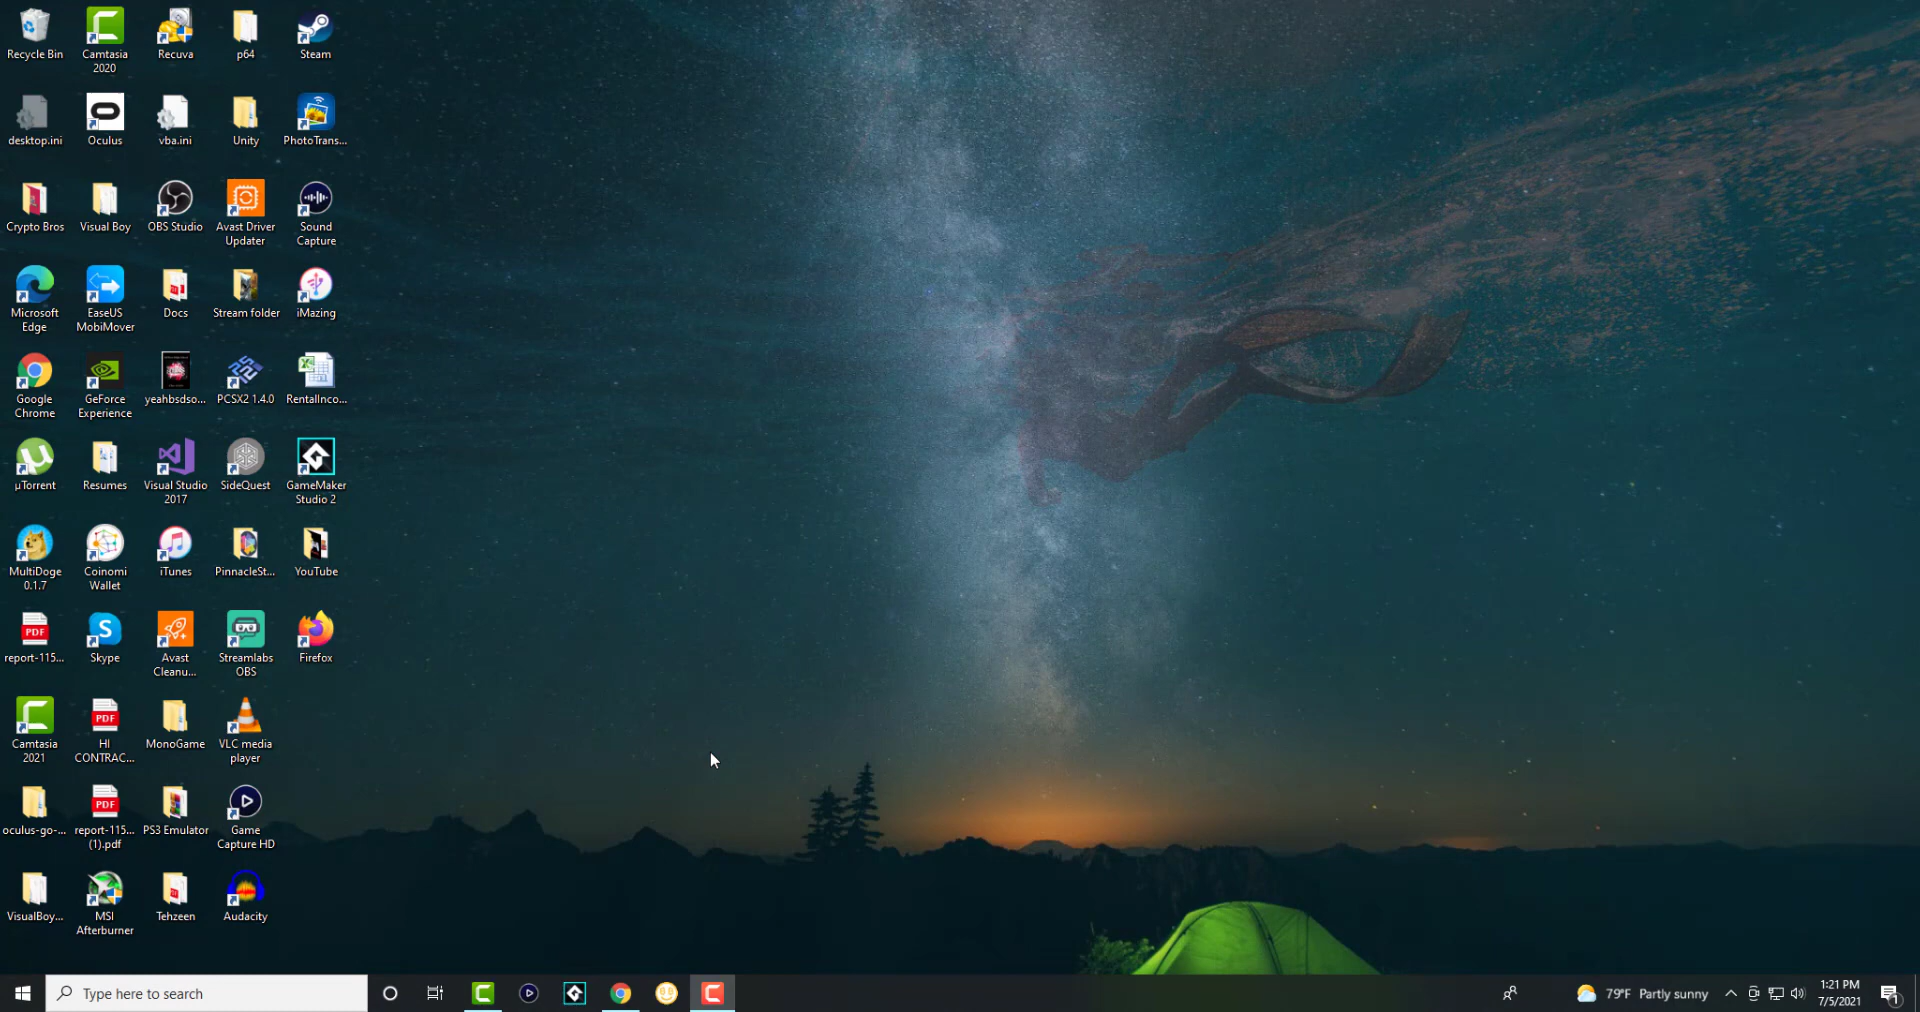 Recycle Bin
Camtasia
2020
Recuva
p64
Steam
desktop.ini
Oculus
vba.ini
Unity
PhotoTrans...
Crypto Bros
Visual Boy
OBS Studio
Avast Driver
Updater
Sound
Capture
Microsoft
Edge
EaseUS
MobiMover
Docs
Stream folder
iMazing
Google
Chrome
GeForce
Experience
yeahbsdso...
PCSX2 1.4.0
RentalInco...
µTorrent
Resumes
Visual Studio
2017
SideQuest
GameMaker
Studio 2
MultiDoge
0.1.7
Coinomi
Wallet
iTunes
PinnacleSt...
YouTube
PDF
report-115...
Skype
Avast
Cleanu...
Streamlabs
OBS
Firefox
Camtasia
2021
PDF
HI
CONTRAC...
MonoGame
VLC media
player
oculus-go-...
PDF
report-115...
(1).pdf
PS3 Emulator
Game
Capture HD
VisualBoy...
MSI
Afterburner
Tehzeen
Audacity
Type here to search
79°F Partly sunny
1:21 PM
7/5/2021
1